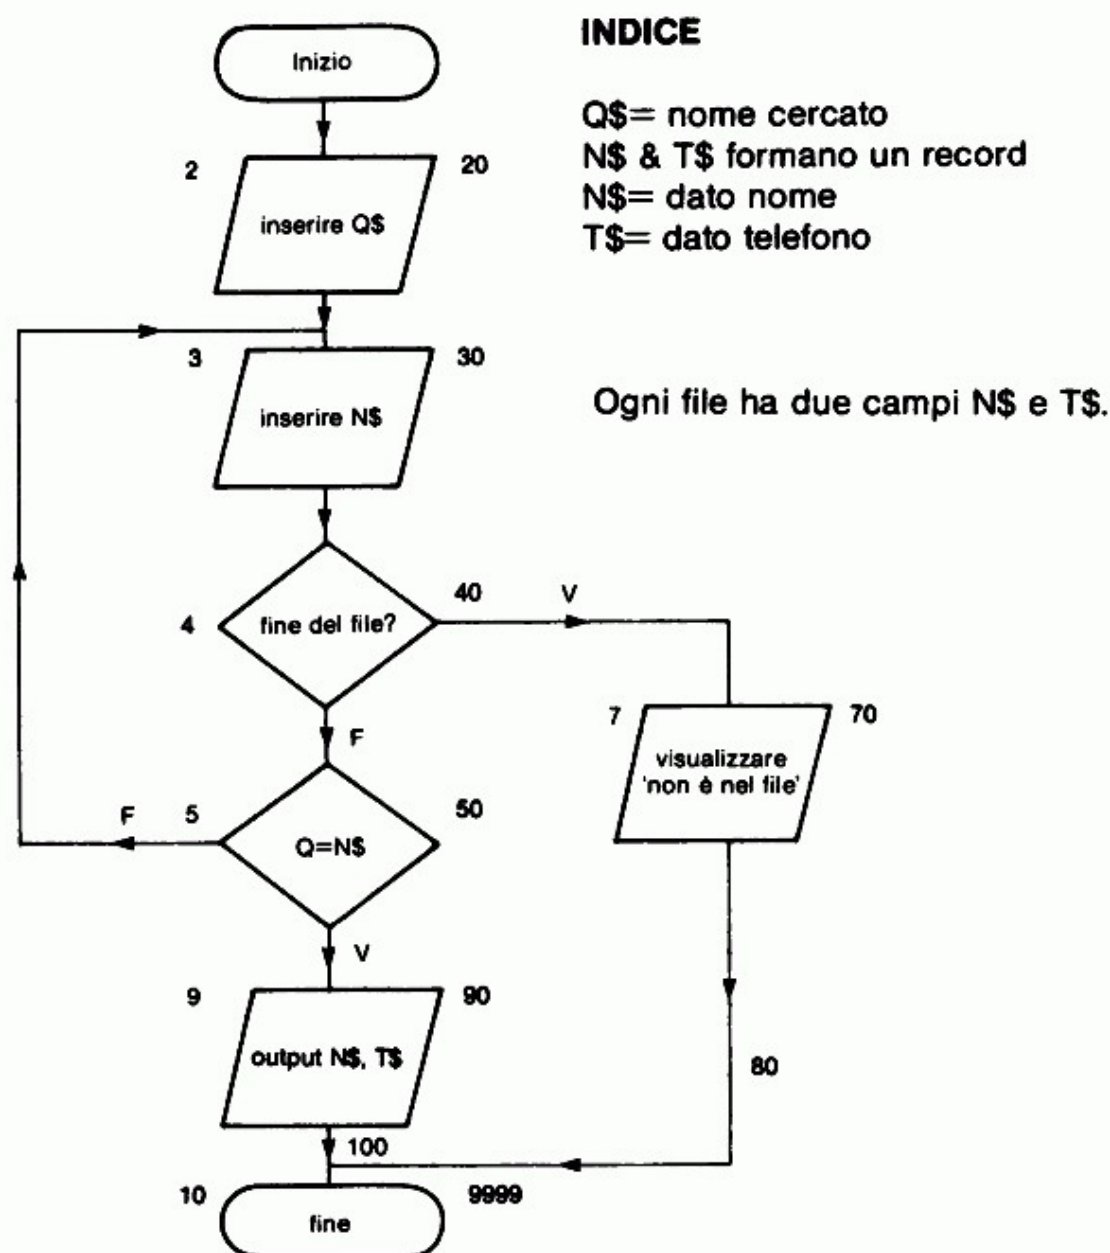 INDICE
Inizio
Q$= nome cercato
N$ & T$ formano un record
N$= dato nome
T$= dato telefono
2
20
inserire Q$
3
30
inserire N$
Ogni file ha due campi N$ e T$.
4
40
V
fine del file?
F
7
70
visualizzare
'non è nel file'
F
5
50
Q=N$
V
9
90
output N$, T$
80
100
10
9999
fine